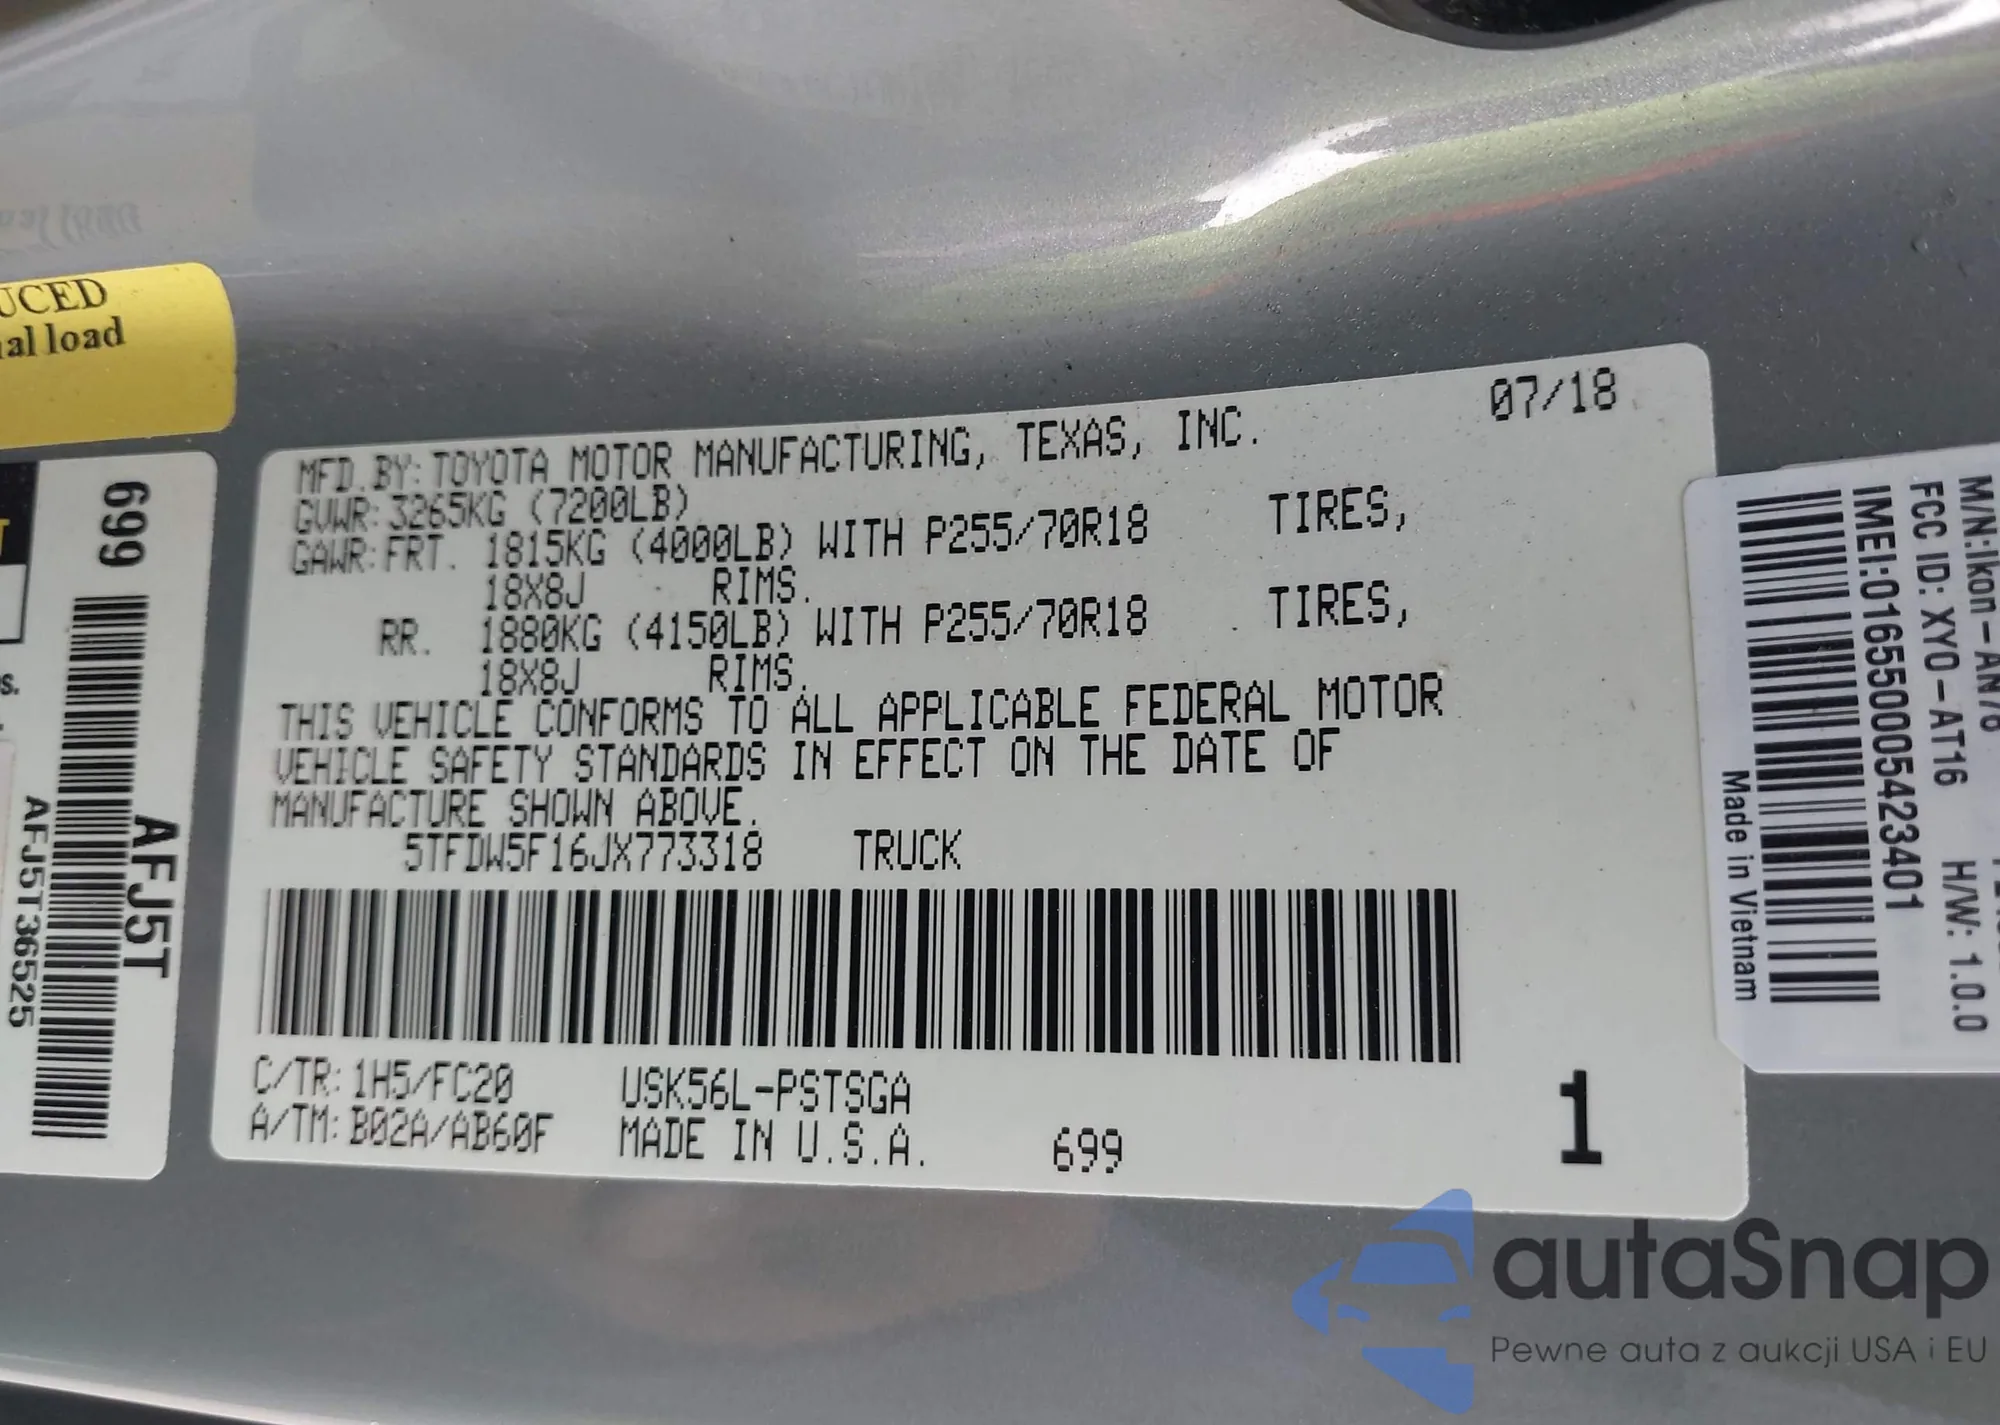 UCED
al load
699
AFJ5T
AFJ5T36525
07/18
MFD.BY: TOYOTA MOTOR MANUFACTURING, TEXAS, INC.
GVWR: 3265KG (7200LB)
GAWR: FRT. 1815KG (4000LB) WITH P255/70R18 TIRES,
18X8J RIMS.
RR. 1880KG (4150LB) WITH P255/70R18 TIRES,
18X8J RIMS.
THIS VEHICLE CONFORMS TO ALL APPLICABLE FEDERAL MOTOR
VEHICLE SAFETY STANDARDS IN EFFECT ON THE DATE OF
MANUFACTURE SHOWN ABOVE.
5TFDW5F16JX773318 TRUCK
C/TR: 1H5/FC20 USK56L-PSTSGA
A/TM: B02A/AB60F MADE IN U.S.A. 699
1
M/N:Ikon-AN76
FCC ID: XYO-AT16 H/W: 1.0.0
IMEI:016550005423401
Made in Vietnam
autaSnap
Pewne auta z aukcji USA i EU